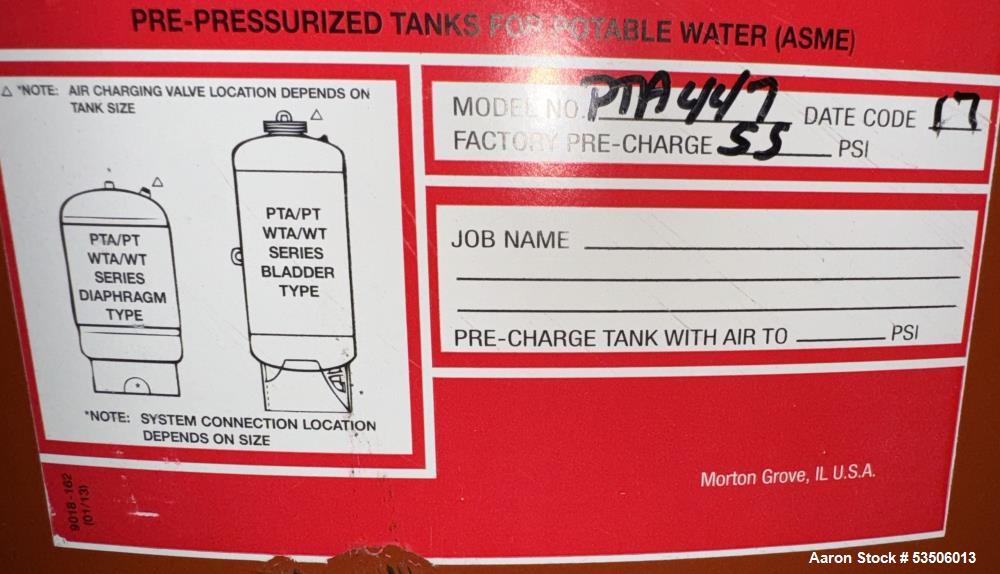 PRE-PRESSURIZED TANKS FOR POTABLE WATER (ASME)
△ *NOTE: AIR CHARGING VALVE LOCATION DEPENDS ON
TANK SIZE
△
△
PTA/PT
WTA/WT
SERIES
DIAPHRAGM
TYPE
PTA/PT
WTA/WT
SERIES
BLADDER
TYPE
*
*
*NOTE: SYSTEM CONNECTION LOCATION
DEPENDS ON SIZE
9018-162
(01/13)
MODEL NO. PTA447 DATE CODE 17
FACTORY PRE-CHARGE 55 PSI
JOB NAME
PRE-CHARGE TANK WITH AIR TO ______ PSI
Morton Grove, IL U.S.A.
Aaron Stock # 53506013